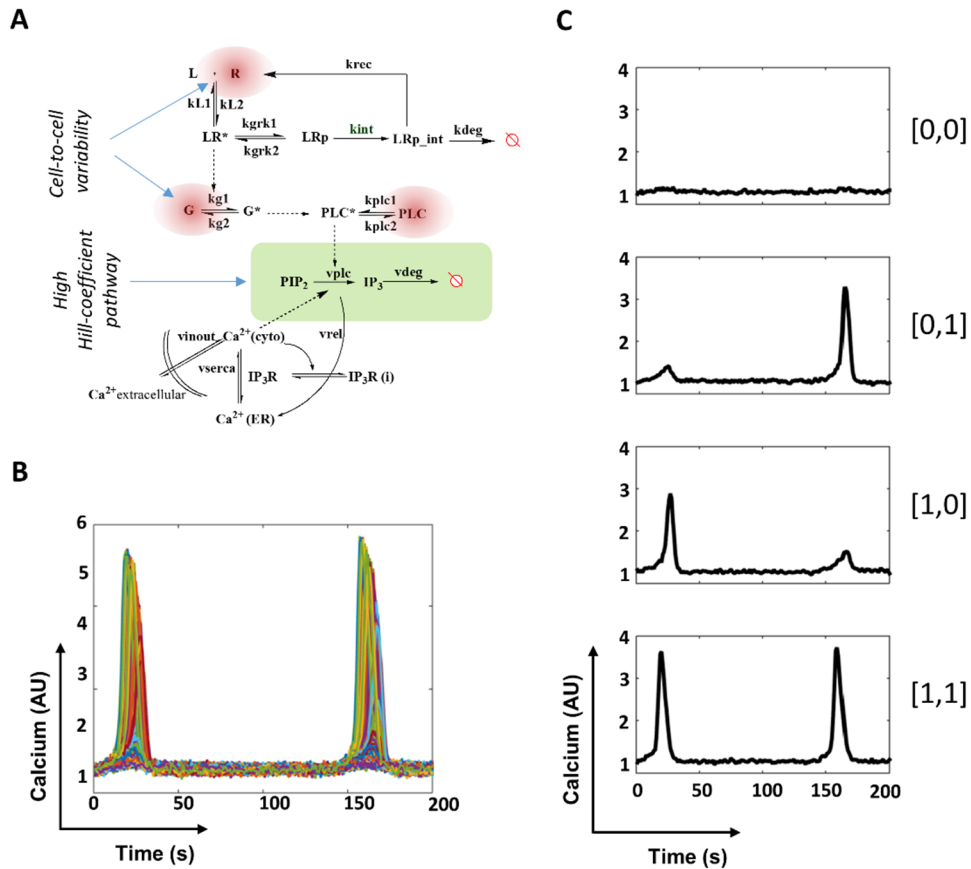 A
L · R
krec
kL1 kL2
kgrk1
LR* LRp kint LRp_int kdeg
kgrk2
Cell-to-cell
variability
kg1 kplc1
G G* PLC* PLC
kg2 kplc2
High
Hill-coefficient
pathway
vplc vdeg
PIP2 IP3
vinout Ca2+(cyto) vrel
vserca
IP3R IP3R (i)
Ca2+extracellular
Ca2+ (ER)
B
6
5
4
3
2
1
0 50 100 150 200
Calcium (AU)
Time (s)
C
4
3
2
1
[0,0]
4
3
2
1
[0,1]
4
3
2
1
[1,0]
4
3
2
1
[1,1]
0 50 100 150 200
Calcium (AU)
Time (s)